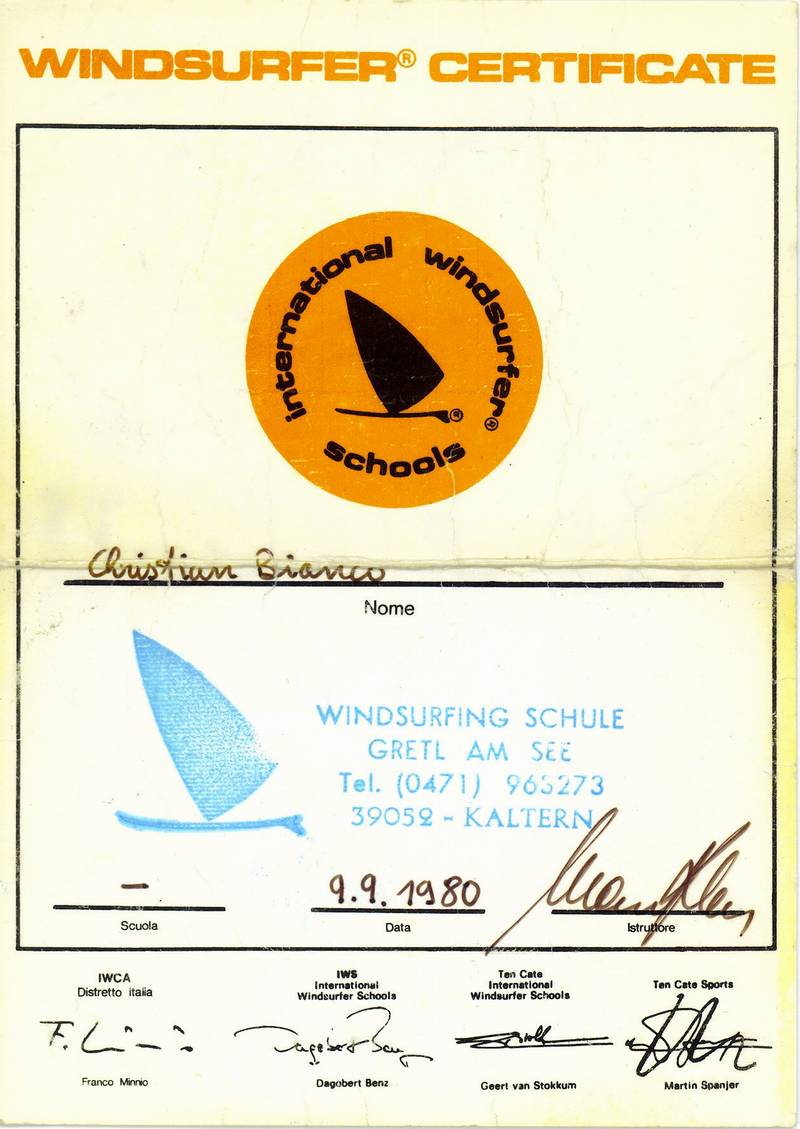 WINDSURFER® CERTIFICATE
international windsurfer®
schools
®
Christian Bianco
Nome
WINDSURFING SCHULE
GRETL AM SEE
Tel. (0471) 963273
39052 - KALTERN
– 9.9.1980
Scuola Data Istruttore
IWCA IWS Ten Cate
Distretto italia International International Ten Cate Sports
Windsurfer Schools Windsurfer Schools
F.
Dagobert Benz
Franco Minnio Dagobert Benz Geert van Stokkum Martin Spanjer